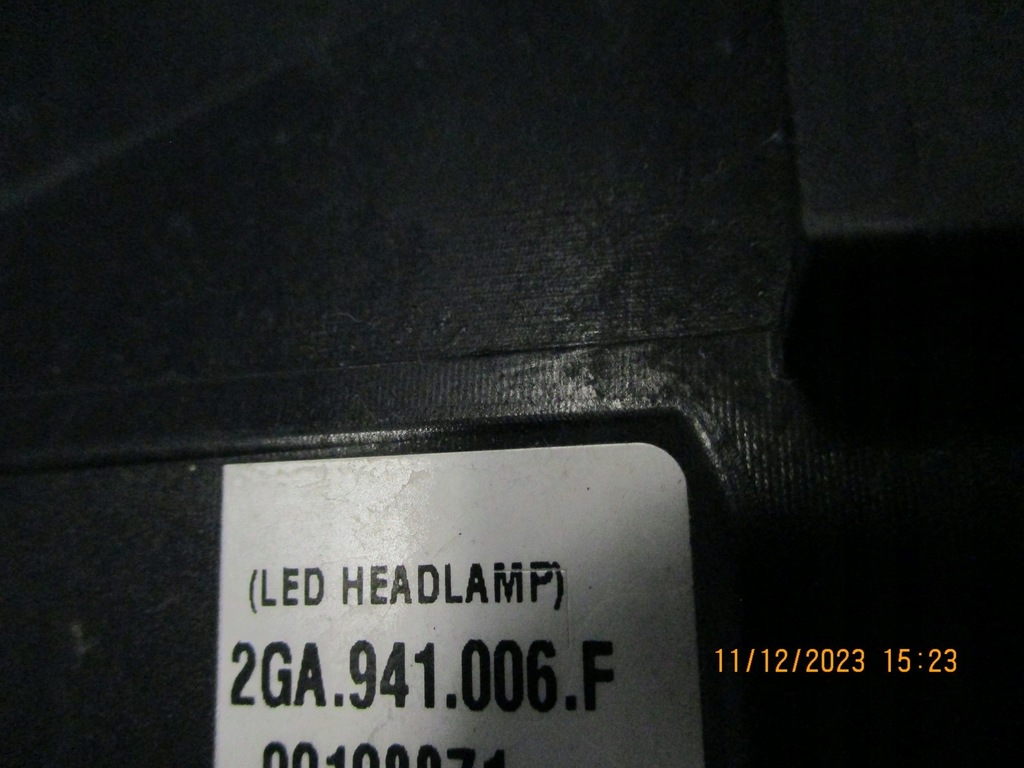 (LED HEADLAMP)
2GA.941.006.F
11/12/2023 15:23